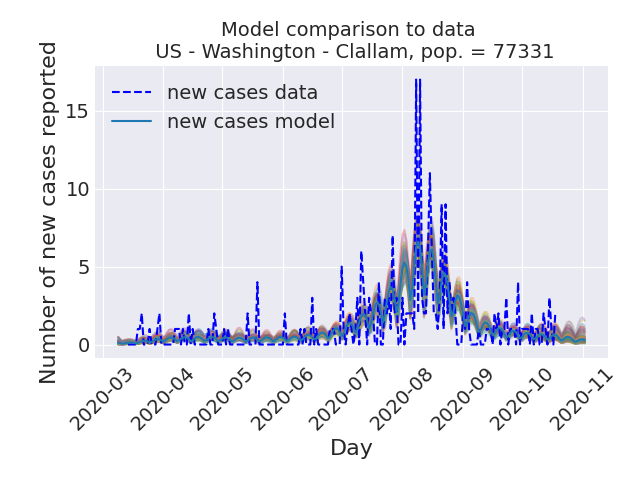 Model comparison to data
US - Washington - Clallam, pop. = 77331
new cases data
new cases model
Number of new cases reported
15
10
5
0
2020-03
2020-04
2020-05
2020-06
2020-07
2020-08
2020-09
2020-10
2020-11
Day